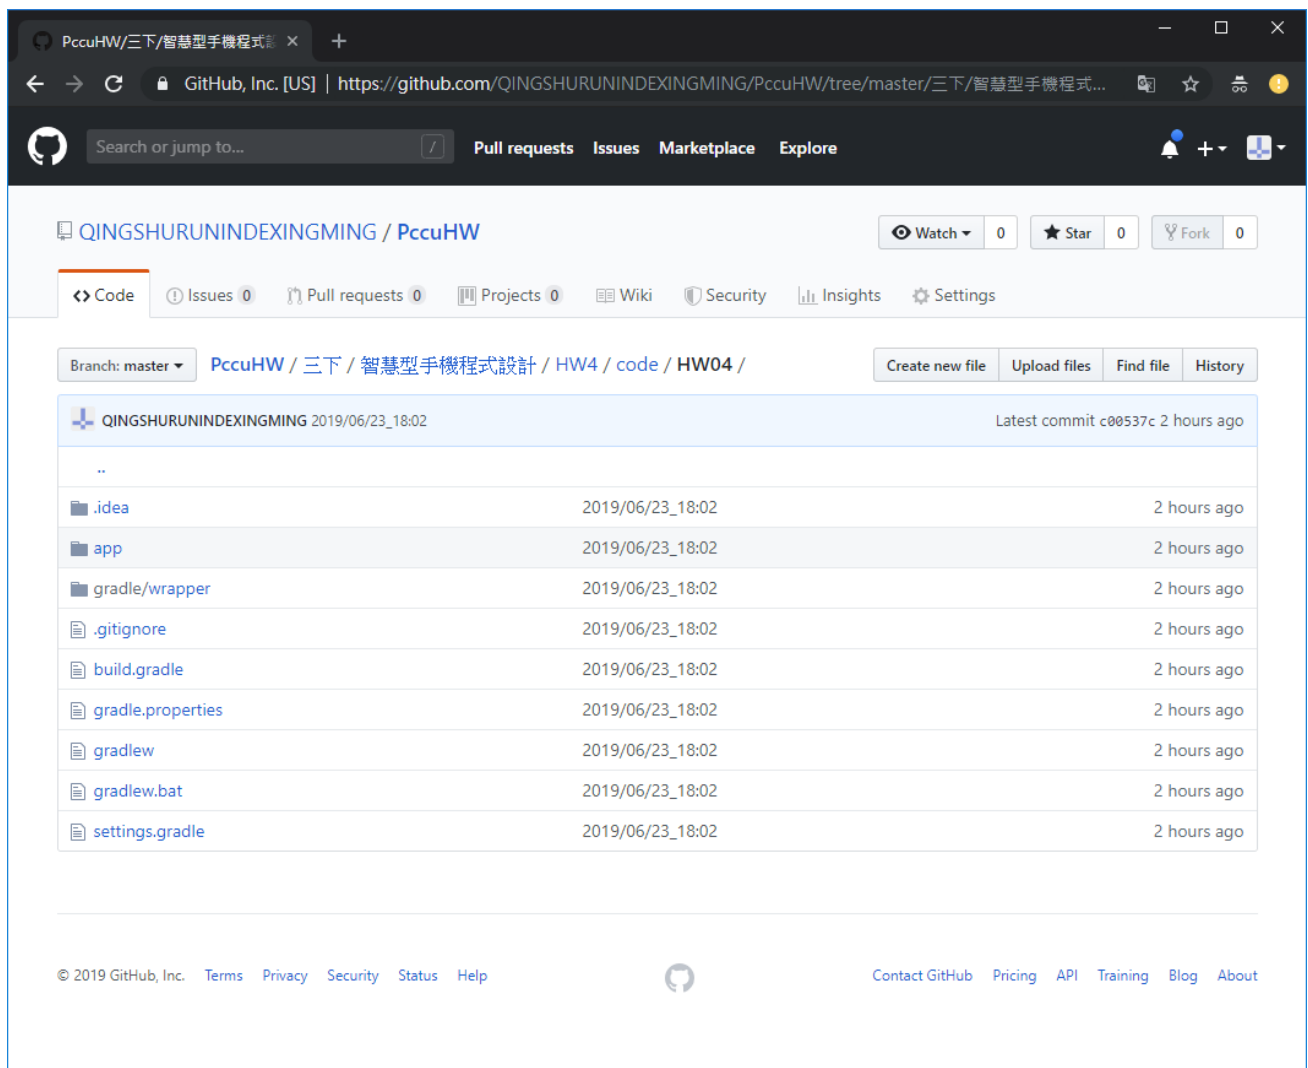 PccuHW/三下/智慧型手機程式設
GitHub, Inc. [US] | https://github.com/QINGSHURUNINDEXINGMING/PccuHW/tree/master/三下/智慧型手機程式...
Search or jump to... / Pull requests Issues Marketplace Explore
QINGSHURUNINDEXINGMING / PccuHW Watch 0 Star 0 Fork 0
Code Issues 0 Pull requests 0 Projects 0 Wiki Security Insights Settings
Branch: master PccuHW / 三下 / 智慧型手機程式設計 / HW4 / code / HW04 / Create new file Upload files Find file History
QINGSHURUNINDEXINGMING 2019/06/23_18:02 Latest commit c00537c 2 hours ago
..
.idea 2019/06/23_18:02 2 hours ago
app 2019/06/23_18:02 2 hours ago
gradle/wrapper 2019/06/23_18:02 2 hours ago
.gitignore 2019/06/23_18:02 2 hours ago
build.gradle 2019/06/23_18:02 2 hours ago
gradle.properties 2019/06/23_18:02 2 hours ago
gradlew 2019/06/23_18:02 2 hours ago
gradlew.bat 2019/06/23_18:02 2 hours ago
settings.gradle 2019/06/23_18:02 2 hours ago
© 2019 GitHub, Inc. Terms Privacy Security Status Help Contact GitHub Pricing API Training Blog About